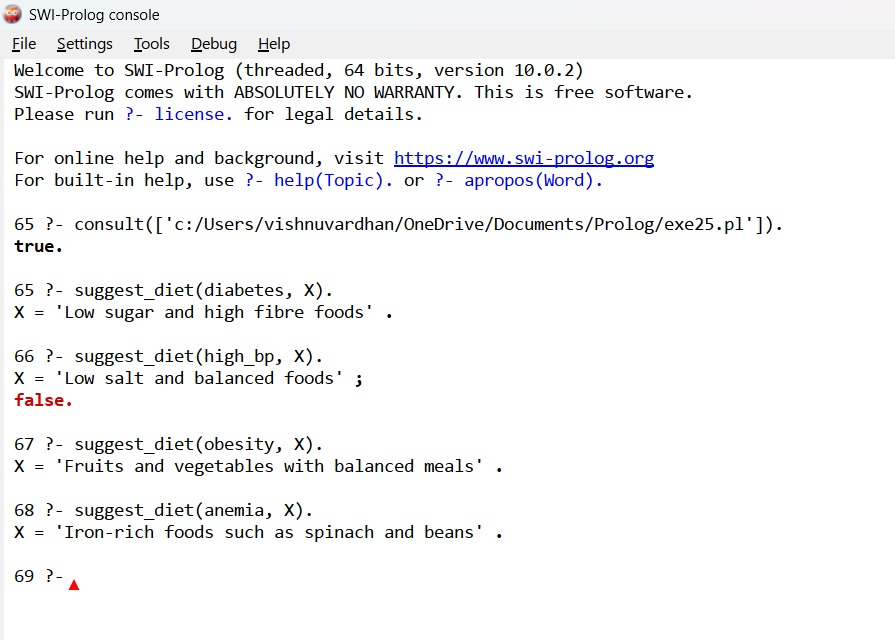 SWI-Prolog console
File Settings Tools Debug Help
Welcome to SWI-Prolog (threaded, 64 bits, version 10.0.2)
SWI-Prolog comes with ABSOLUTELY NO WARRANTY. This is free software.
Please run ?- license. for legal details.
For online help and background, visit https://www.swi-prolog.org
For built-in help, use ?- help(Topic). or ?- apropos(Word).
65 ?- consult(['c:/Users/vishnuvardhan/OneDrive/Documents/Prolog/exe25.pl']).
true.
65 ?- suggest_diet(diabetes, X).
X = 'Low sugar and high fibre foods' .
66 ?- suggest_diet(high_bp, X).
X = 'Low salt and balanced foods' ;
false.
67 ?- suggest_diet(obesity, X).
X = 'Fruits and vegetables with balanced meals' .
68 ?- suggest_diet(anemia, X).
X = 'Iron-rich foods such as spinach and beans' .
69 ?-